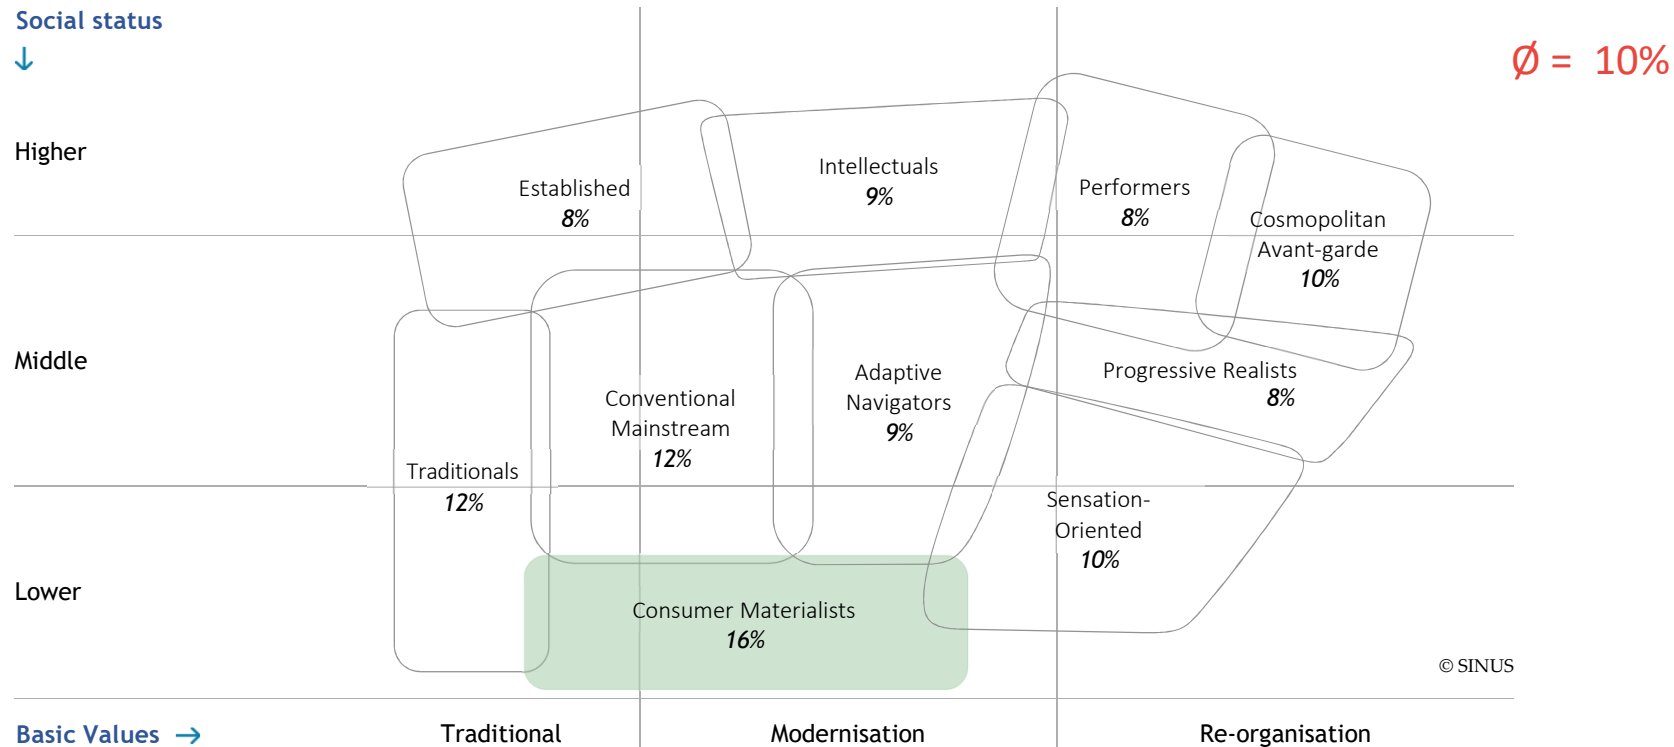 Social status
↓
Ø = 10%
Higher
Established
8%
Intellectuals
9%
Performers
8%
Cosmopolitan
Avant-garde
10%
Middle
Progressive Realists
8%
Adaptive
Navigators
9%
Conventional
Mainstream
12%
Traditionals
12%
Sensation-
Oriented
10%
Lower
Consumer Materialists
16%
© SINUS
Basic Values →
Traditional
Modernisation
Re-organisation